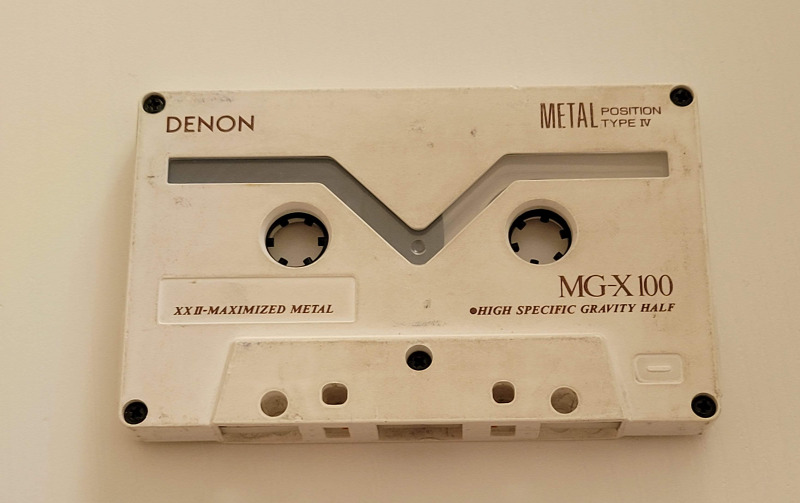 DENON
METAL POSITION
TYPE IV
MG-X 100
XX II-MAXIMIZED METAL
●HIGH SPECIFIC GRAVITY HALF